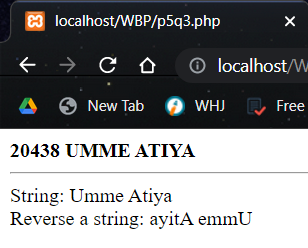 localhost/WBP/p5q3.php
localhost/W
New Tab
WHJ
Free
20438 UMME ATIYA
String: Umme Atiya
Reverse a string: ayitA emmU